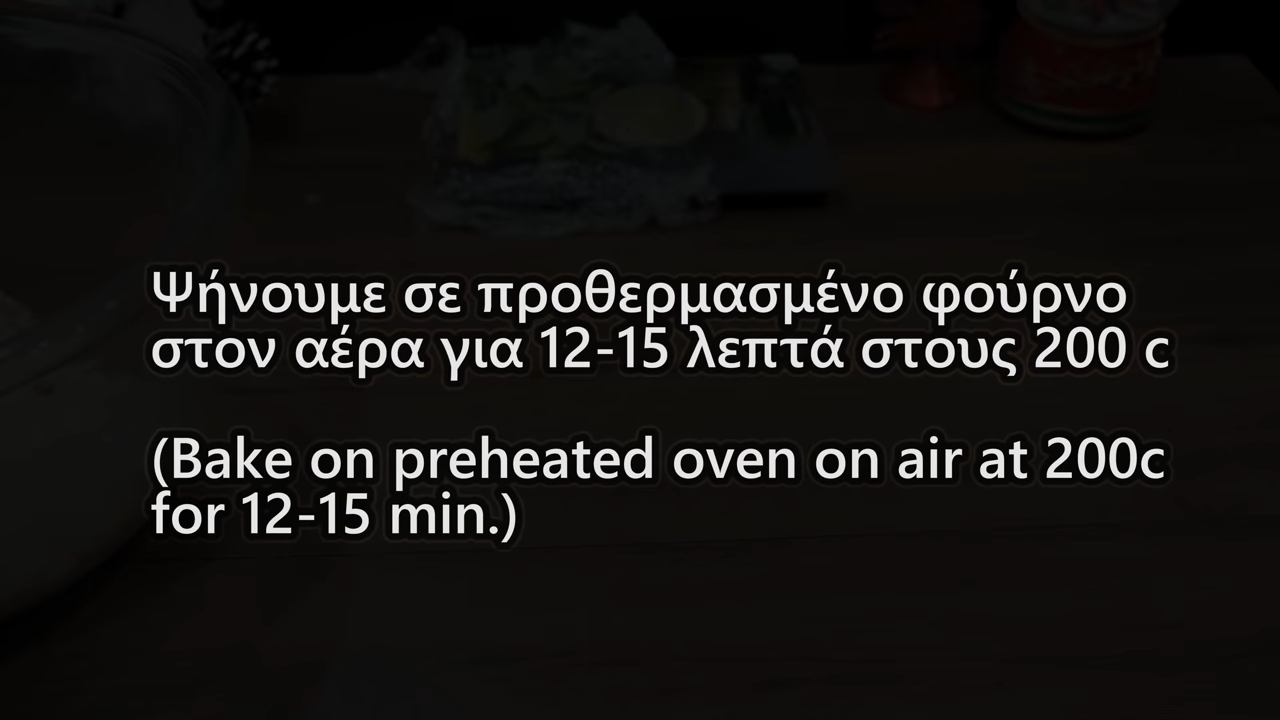 Ψήνουμε σε προθερμασμένο φούρνο
στον αέρα για 12-15 λεπτά στους 200 c
(Bake on preheated oven on air at 200c
for 12-15 min.)